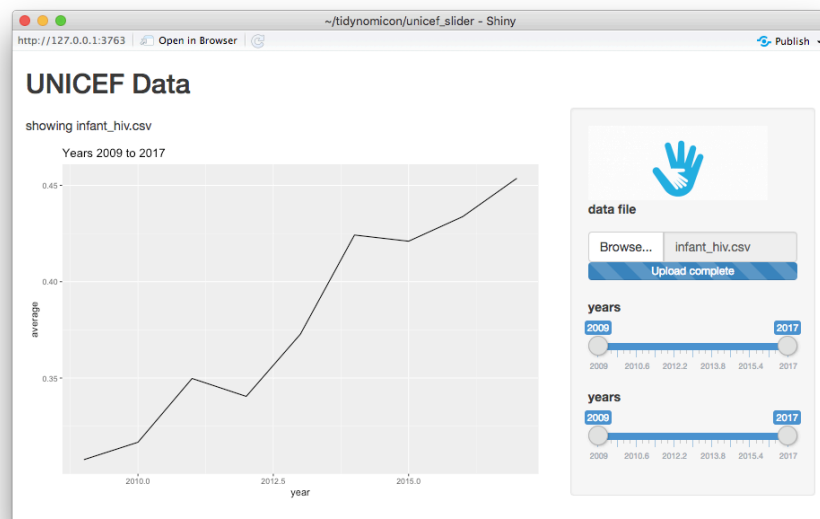 ~/tidynomicon/unicef_slider - Shiny
http://127.0.0.1:3763 Open in Browser Publish
UNICEF Data
showing infant_hiv.csv
Years 2009 to 2017
0.45
0.40
0.35
average
2010.0 2012.5 2015.0
year
data file
Browse... infant_hiv.csv
Upload complete
years
2009 2017
2009 2010.6 2012.2 2013.8 2015.4 2017
years
2009 2017
2009 2010.6 2012.2 2013.8 2015.4 2017